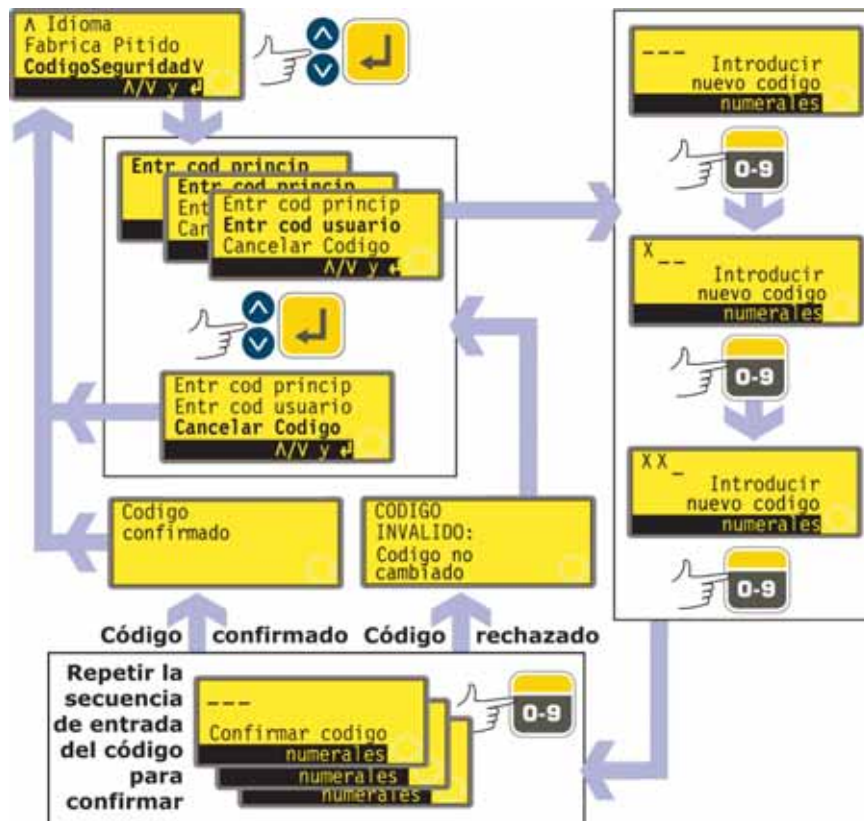 Λ Idioma
Fabrica Pitido
CodigoSeguridad V
Λ/V y ↲
Entr cod princip
Entr cod princip
Ent
Can
Entr cod princip
Entr cod usuario
Cancelar Codigo
Λ/V y ↲
Entr cod princip
Entr cod usuario
Cancelar Codigo
Λ/V y ↲
Codigo
confirmado
CODIGO
INVALIDO:
Codigo no
cambiado
_ _ _
Introducir
nuevo codigo
numerales
0-9
X _ _
Introducir
nuevo codigo
numerales
0-9
X X _
Introducir
nuevo codigo
numerales
0-9
Código confirmado
Código rechazado
Repetir la
secuencia
de entrada
del código
para
confirmar
_ _ _
Confirmar codigo
numerales
numerales
numerales
0-9